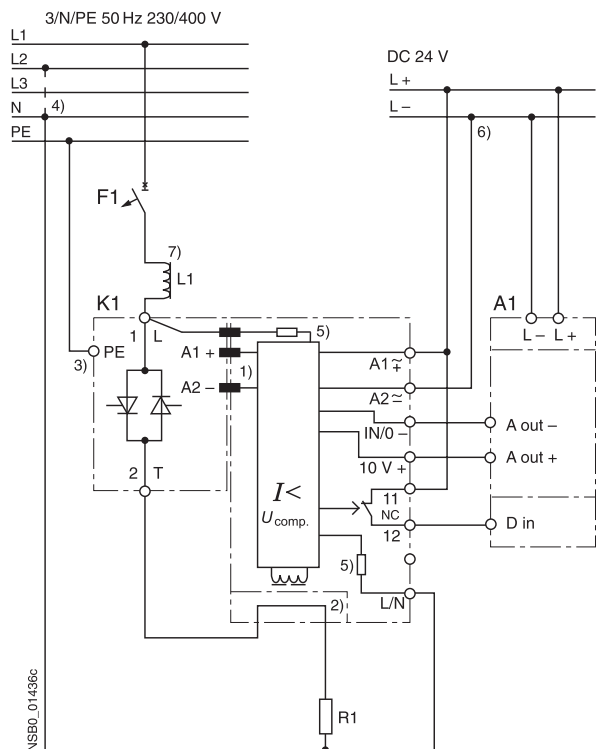 3/N/PE 50 Hz 230/400 V
L1
L2
L3
N 4)
PE
DC 24 V
L +
L –
6)
F1
7)
L1
K1
A1
1 L
5)
L – L +
3) PE
A1 +
1)
A1 ≂
+
A2 –
A2 ≃
IN/0 –
A out –
10 V +
A out +
2 T
I<
U comp.
11
NC
12
D in
5)
L/N
2)
R1
NSB0_01436c